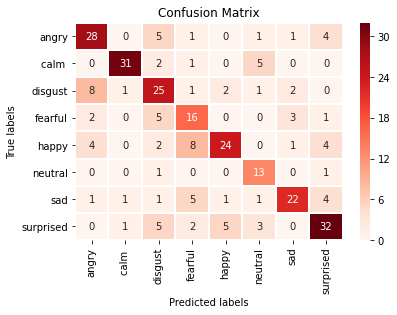 Confusion Matrix
angry 28 0 5 1 0 1 1 4
calm 0 31 2 1 0 5 0 0
disgust 8 1 25 1 2 1 2 0
fearful 2 0 5 16 0 0 3 1
happy 4 0 2 8 24 0 1 4
neutral 0 0 1 0 0 13 0 1
sad 1 1 1 5 1 1 22 4
surprised 0 1 5 2 5 3 0 32
angry calm disgust fearful happy neutral sad surprised
True labels
Predicted labels
30
24
18
12
6
0